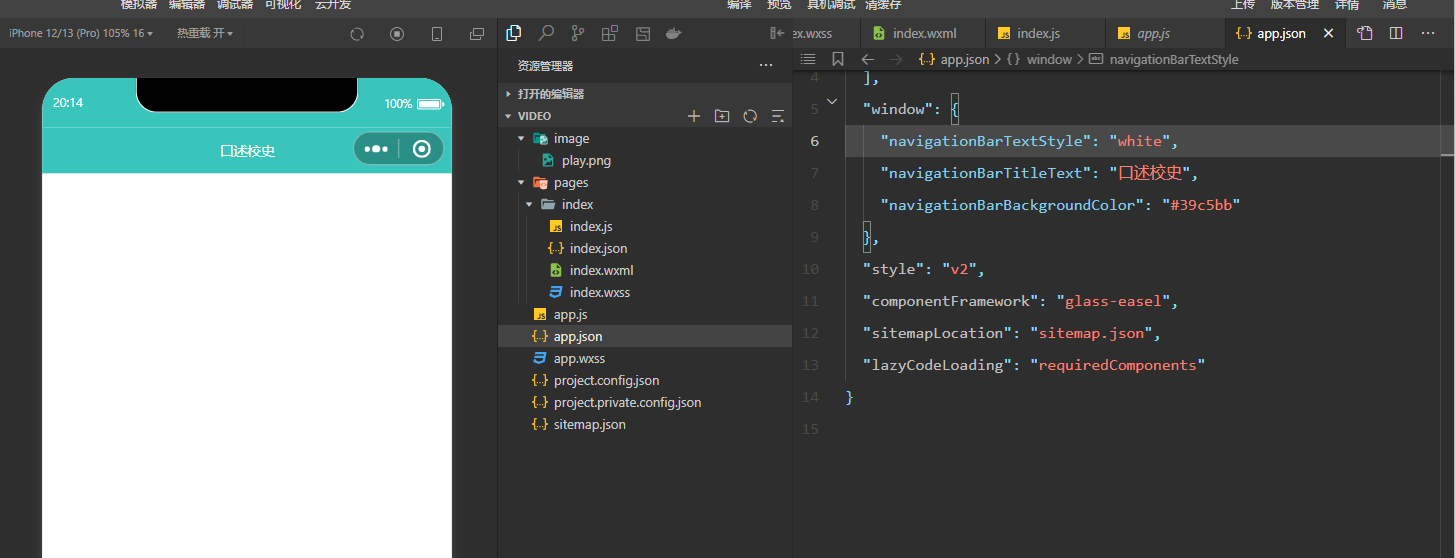 模拟器 编辑器 调试器 可视化 云开发 编译 预览 真机调试 清缓存 上传 版本管理 详情 消息
iPhone 12/13 (Pro) 105% 16 热重载 开
20:14 100%
口述校史
资源管理器
打开的编辑器
VIDEO
image
play.png
pages
index
index.js
index.json
index.wxml
index.wxss
app.js
app.json
app.wxss
project.config.json
project.private.config.json
sitemap.json
ex.wxss index.wxml index.js app.js app.json
app.json > window > navigationBarTextStyle
4 ],
5 "window": {
6 "navigationBarTextStyle": "white",
7 "navigationBarTitleText": "口述校史",
8 "navigationBarBackgroundColor": "#39c5bb"
9 },
10 "style": "v2",
11 "componentFramework": "glass-easel",
12 "sitemapLocation": "sitemap.json",
13 "lazyCodeLoading": "requiredComponents"
14 }
15